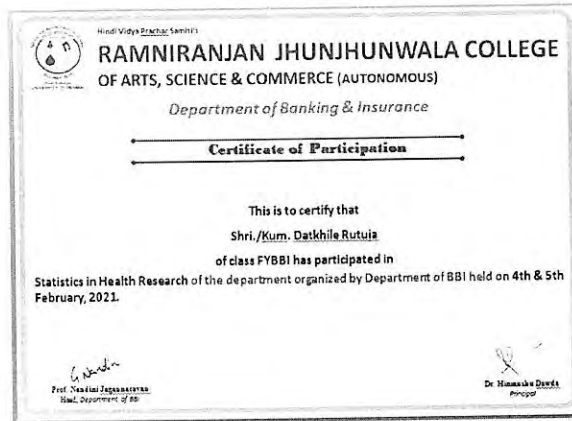 Hindi Vidya Prachar Samiti's
RAMNIRANJAN JHUNJHUNWALA COLLEGE
OF ARTS, SCIENCE & COMMERCE (AUTONOMOUS)
Department of Banking & Insurance
Certificate of Participation
This is to certify that
Shri./Kum. Datkhile Rutuja
of class FYBBI has participated in
Statistics in Health Research of the department organized by Department of BBI held on 4th & 5th
February, 2021.
Prof. Nandini Jagannarayan
Head, Department of BBI
Dr. Himanshu Dawda
Principal